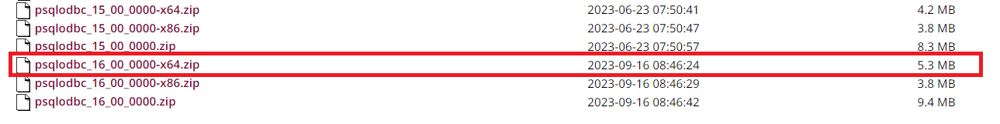 psqlodbc_15_00_0000-x64.zip 2023-06-23 07:50:41 4.2 MB
psqlodbc_15_00_0000-x86.zip 2023-06-23 07:50:47 3.8 MB
psqlodbc_15_00_0000.zip 2023-06-23 07:50:57 8.3 MB
psqlodbc_16_00_0000-x64.zip 2023-09-16 08:46:24 5.3 MB
psqlodbc_16_00_0000-x86.zip 2023-09-16 08:46:29 3.8 MB
psqlodbc_16_00_0000.zip 2023-09-16 08:46:42 9.4 MB